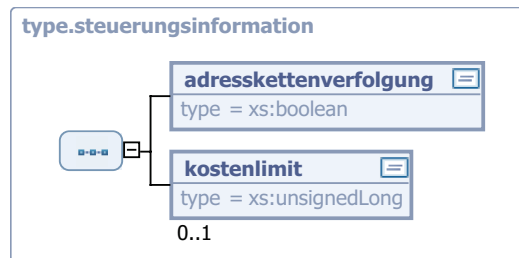 type.steuerungsinformation
adresskettenverfolgung
type = xs:boolean
kostenlimit
type = xs:unsignedLong
0..1